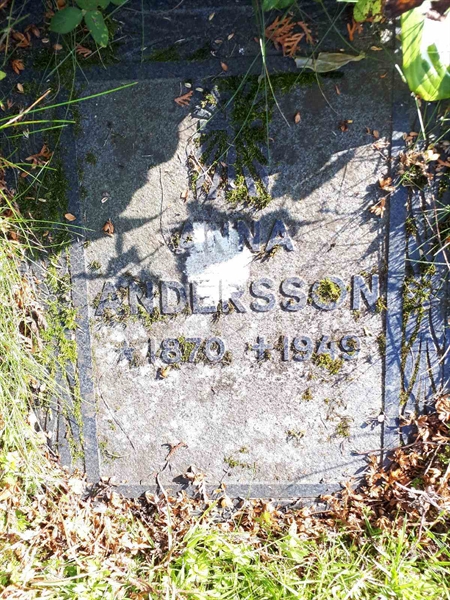 ANNA
ANDERSSON
* 1870 † 1949